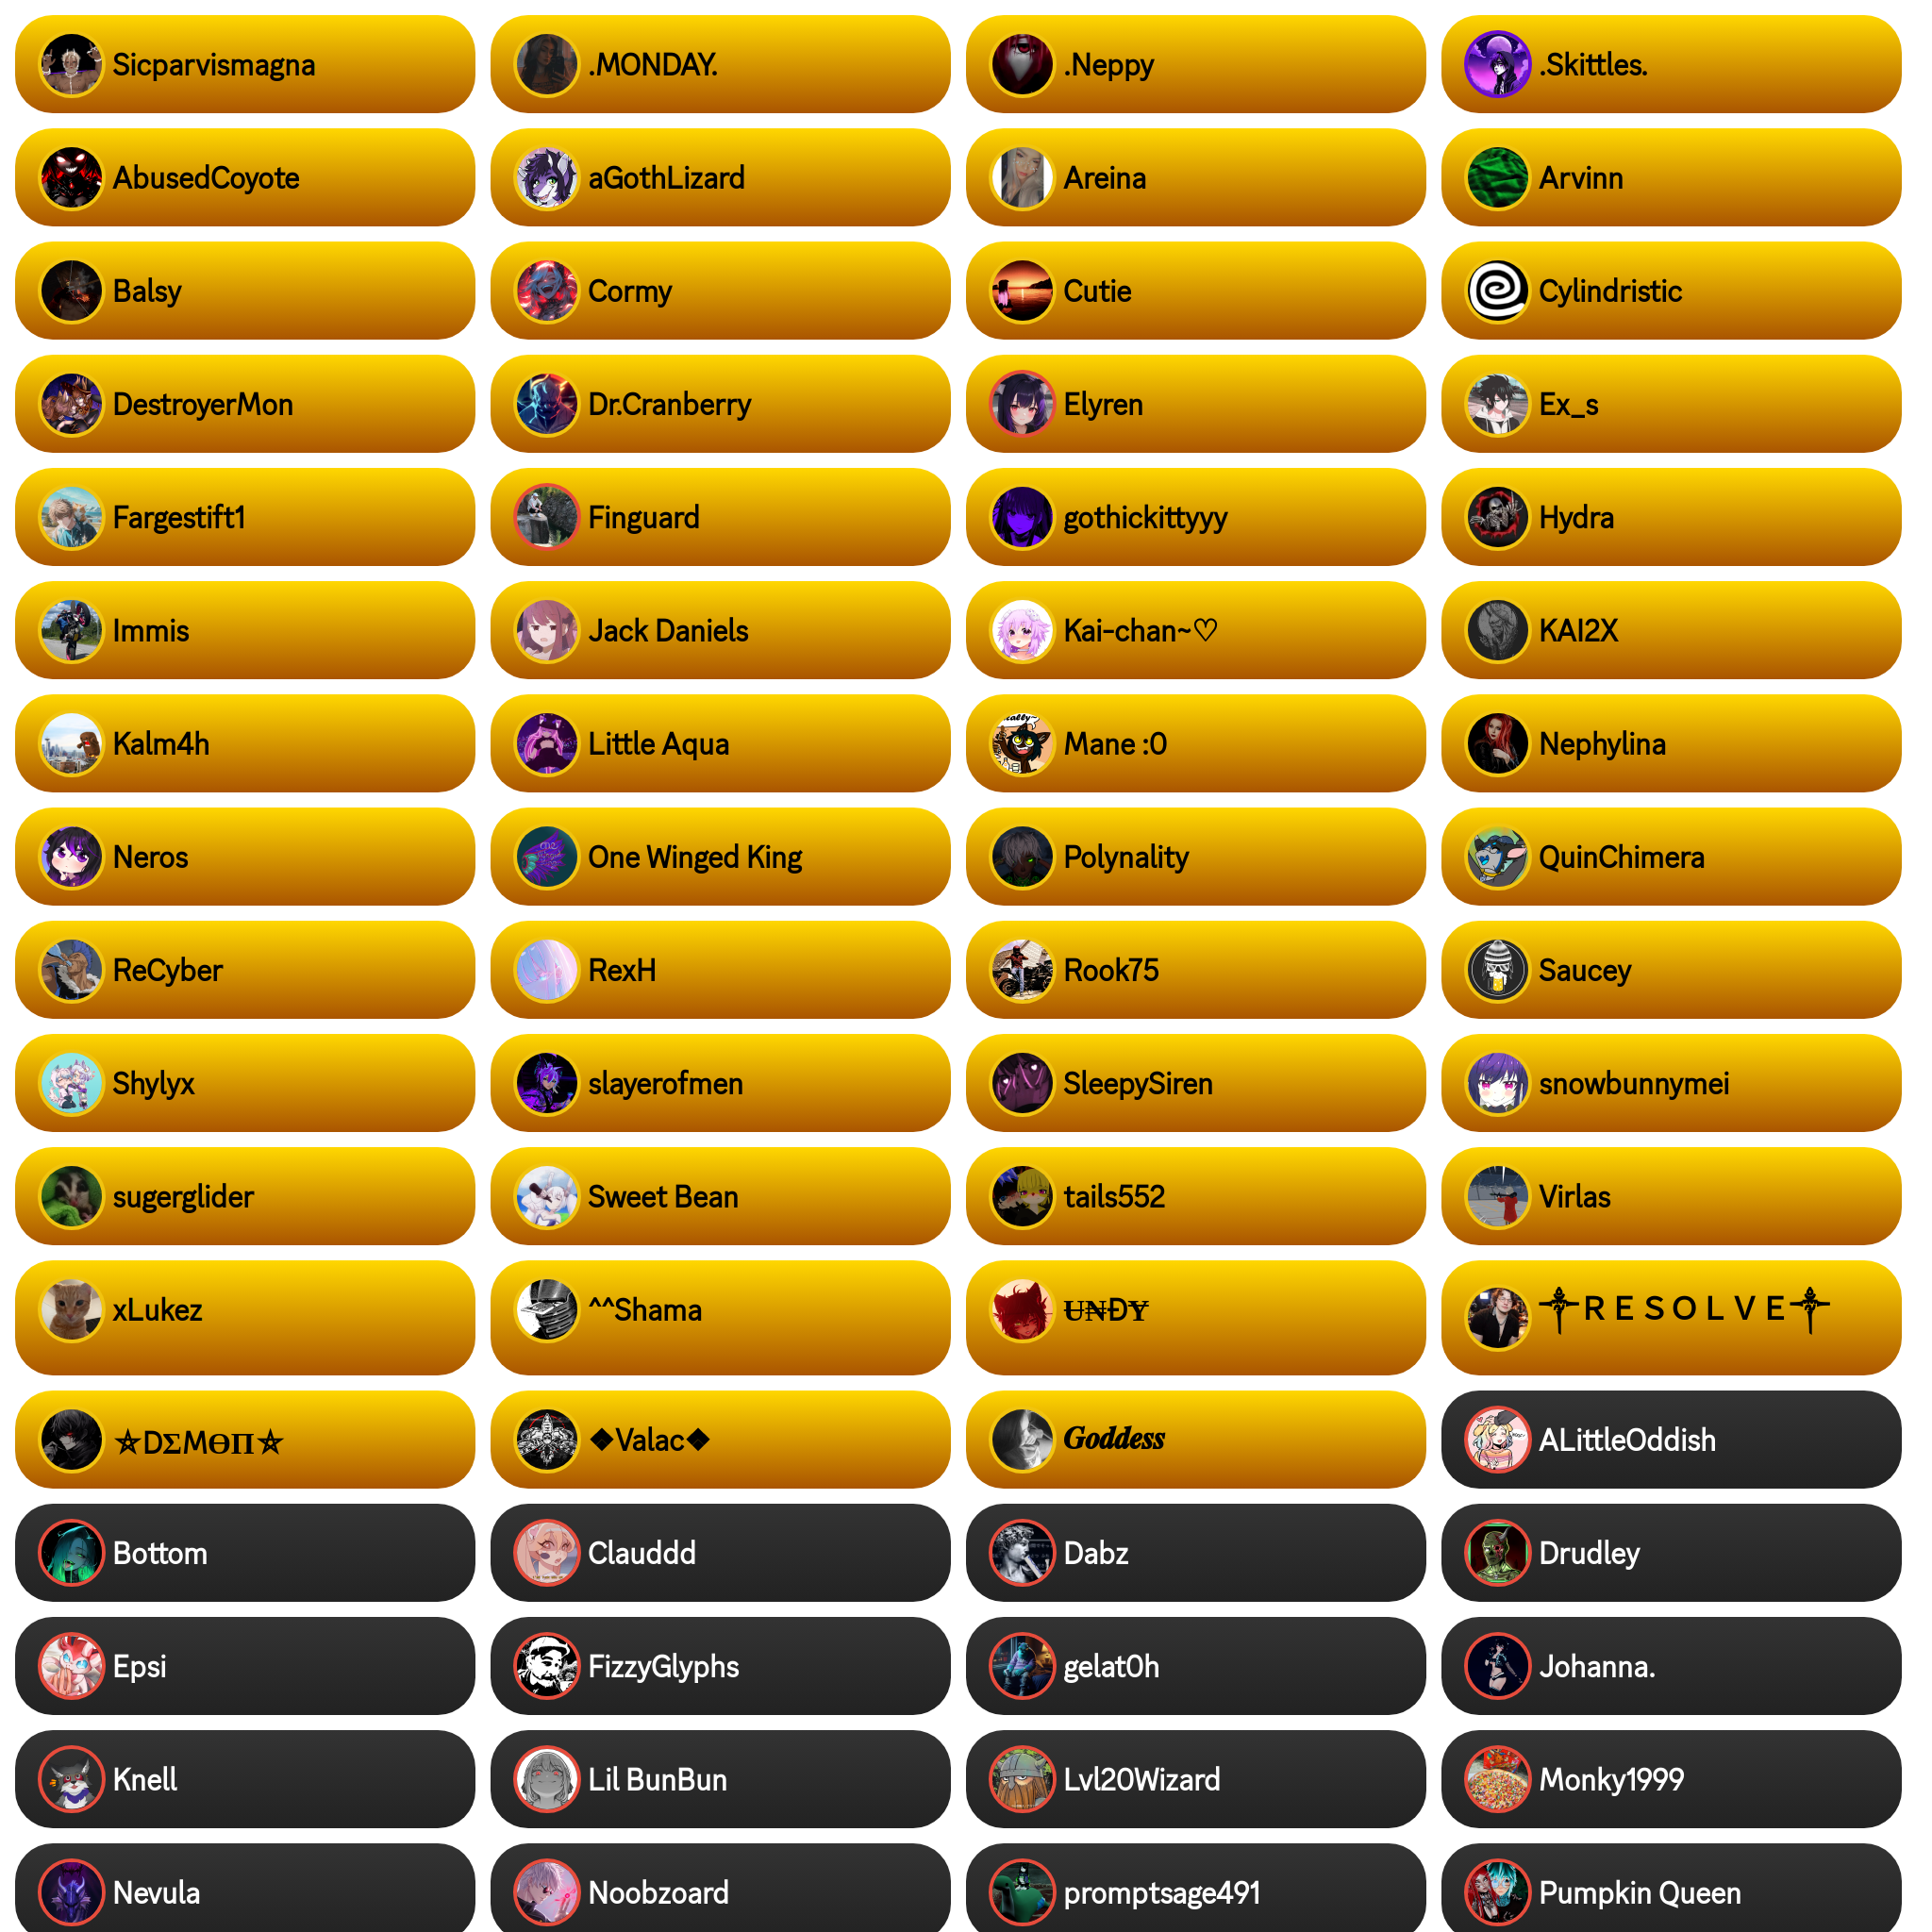 Sicparvismagna
.MONDAY.
.Neppy
.Skittles.
AbusedCoyote
aGothLizard
Areina
Arvinn
Balsy
Cormy
Cutie
Cylindristic
DestroyerMon
Dr.Cranberry
Elyren
Ex_s
Fargestift1
Finguard
gothickittyyy
Hydra
Immis
Jack Daniels
Kai-chan~♡
KAI2X
Kalm4h
Little Aqua
Mane :0
Nephylina
Neros
One Winged King
Polynality
QuinChimera
ReCyber
RexH
Rook75
Saucey
Shylyx
slayerofmen
SleepySiren
snowbunnymei
sugerglider
Sweet Bean
tails552
Virlas
xLukez
^^Shama
Ʉ₦ĐɎ
⸸R E S O L V E⸸
⛧DΣMӨП⛧
◆Valac◆
𝑮𝒐𝒅𝒅𝒆𝒔𝒔
ALittleOddish
Bottom
Clauddd
Dabz
Drudley
Epsi
FizzyGlyphs
gelat0h
Johanna.
Knell
Lil BunBun
Lvl20Wizard
Monky1999
Nevula
Noobzoard
promptsage491
Pumpkin Queen